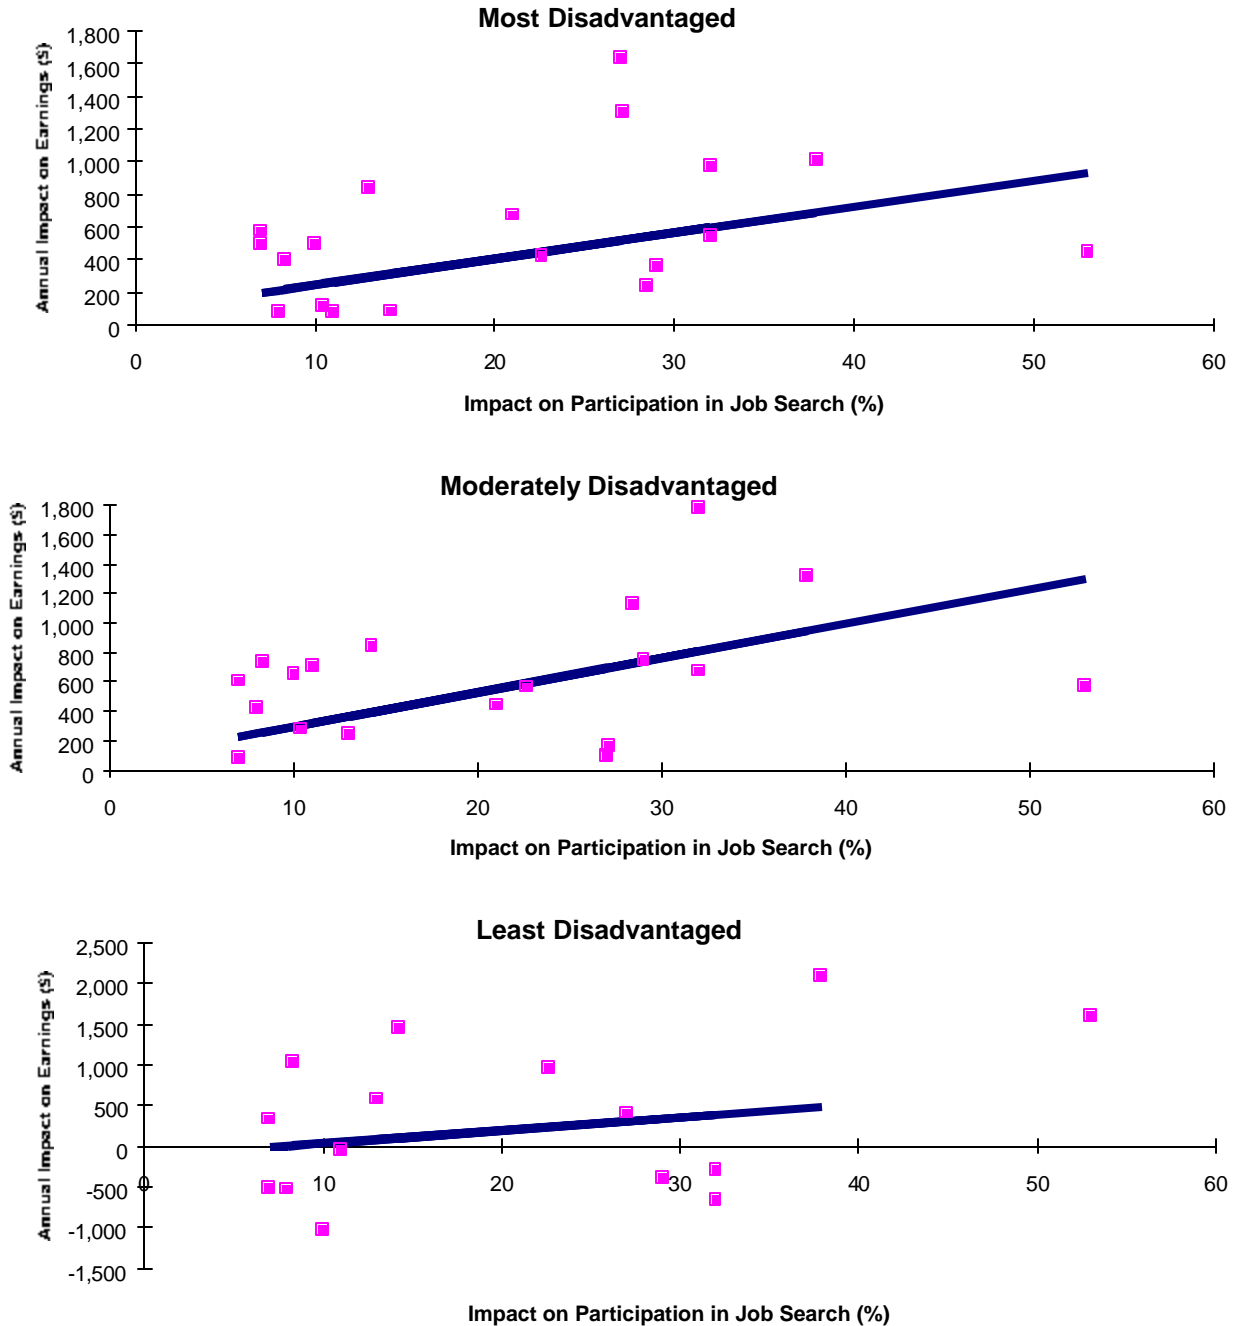 Most Disadvantaged
Annual Impact on Earnings ($)
1,800
1,600
1,400
1,200
1,000
800
600
400
200
0
0 10 20 30 40 50 60
Impact on Participation in Job Search (%)
Moderately Disadvantaged
Annual Impact on Earnings ($)
1,800
1,600
1,400
1,200
1,000
800
600
400
200
0
0 10 20 30 40 50 60
Impact on Participation in Job Search (%)
Least Disadvantaged
Annual Impact on Earnings ($)
2,500
2,000
1,500
1,000
500
0
0 10 20 30 40 50 60
-500
-1,000
-1,500
Impact on Participation in Job Search (%)